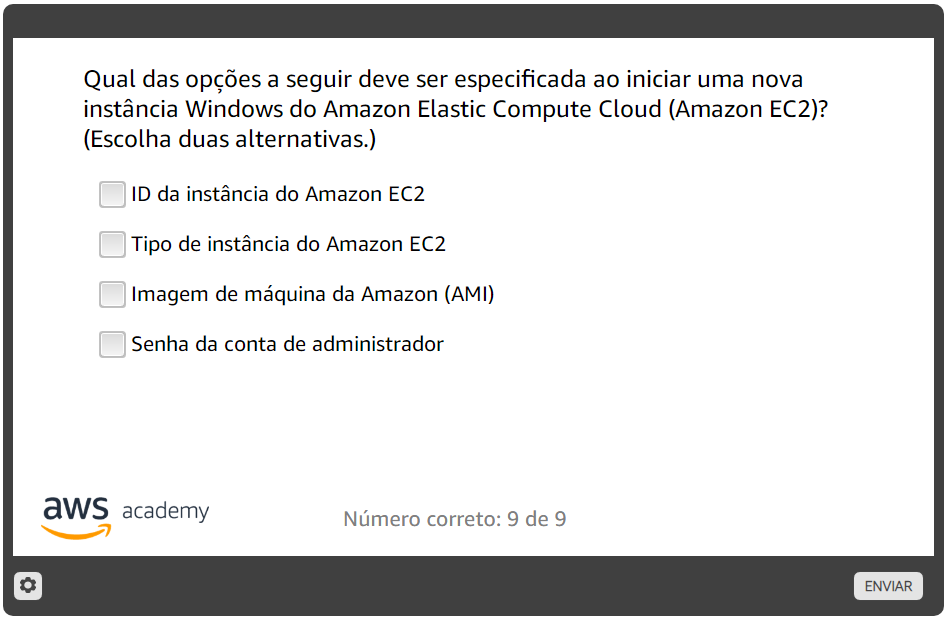 Qual das opções a seguir deve ser especificada ao iniciar uma nova
instância Windows do Amazon Elastic Compute Cloud (Amazon EC2)?
(Escolha duas alternativas.)
ID da instância do Amazon EC2
Tipo de instância do Amazon EC2
Imagem de máquina da Amazon (AMI)
Senha da conta de administrador
aws academy
Número correto: 9 de 9
ENVIAR